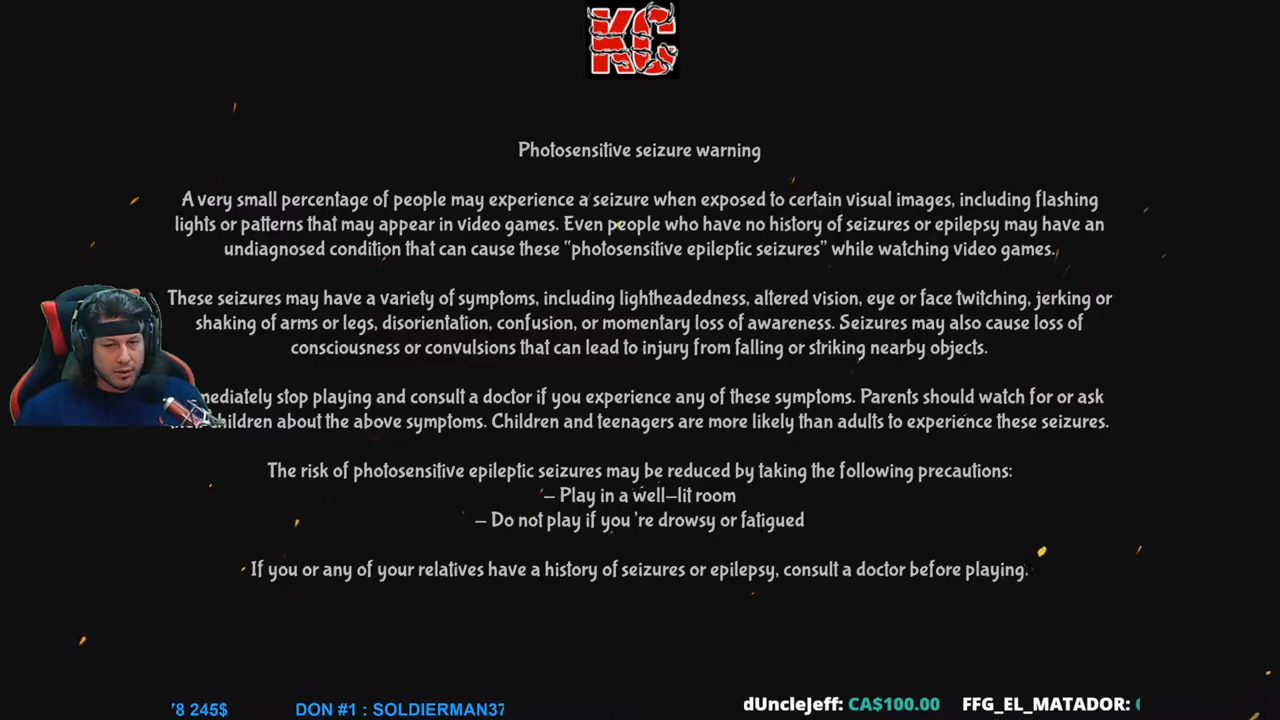 KC
Photosensitive seizure warning
A very small percentage of people may experience a seizure when exposed to certain visual images, including flashing
lights or patterns that may appear in video games. Even people who have no history of seizures or epilepsy may have an
undiagnosed condition that can cause these “photosensitive epileptic seizures” while watching video games.
These seizures may have a variety of symptoms, including lightheadedness, altered vision, eye or face twitching, jerking or
shaking of arms or legs, disorientation, confusion, or momentary loss of awareness. Seizures may also cause loss of
consciousness or convulsions that can lead to injury from falling or striking nearby objects.
mediately stop playing and consult a doctor if you experience any of these symptoms. Parents should watch for or ask
children about the above symptoms. Children and teenagers are more likely than adults to experience these seizures.
The risk of photosensitive epileptic seizures may be reduced by taking the following precautions:
– Play in a well–lit room
– Do not play if you're drowsy or fatigued
If you or any of your relatives have a history of seizures or epilepsy, consult a doctor before playing.
78 245$ DON #1 : SOLDIERMAN37 dUncleJeff: CA$100.00 FFG_EL_MATADOR: